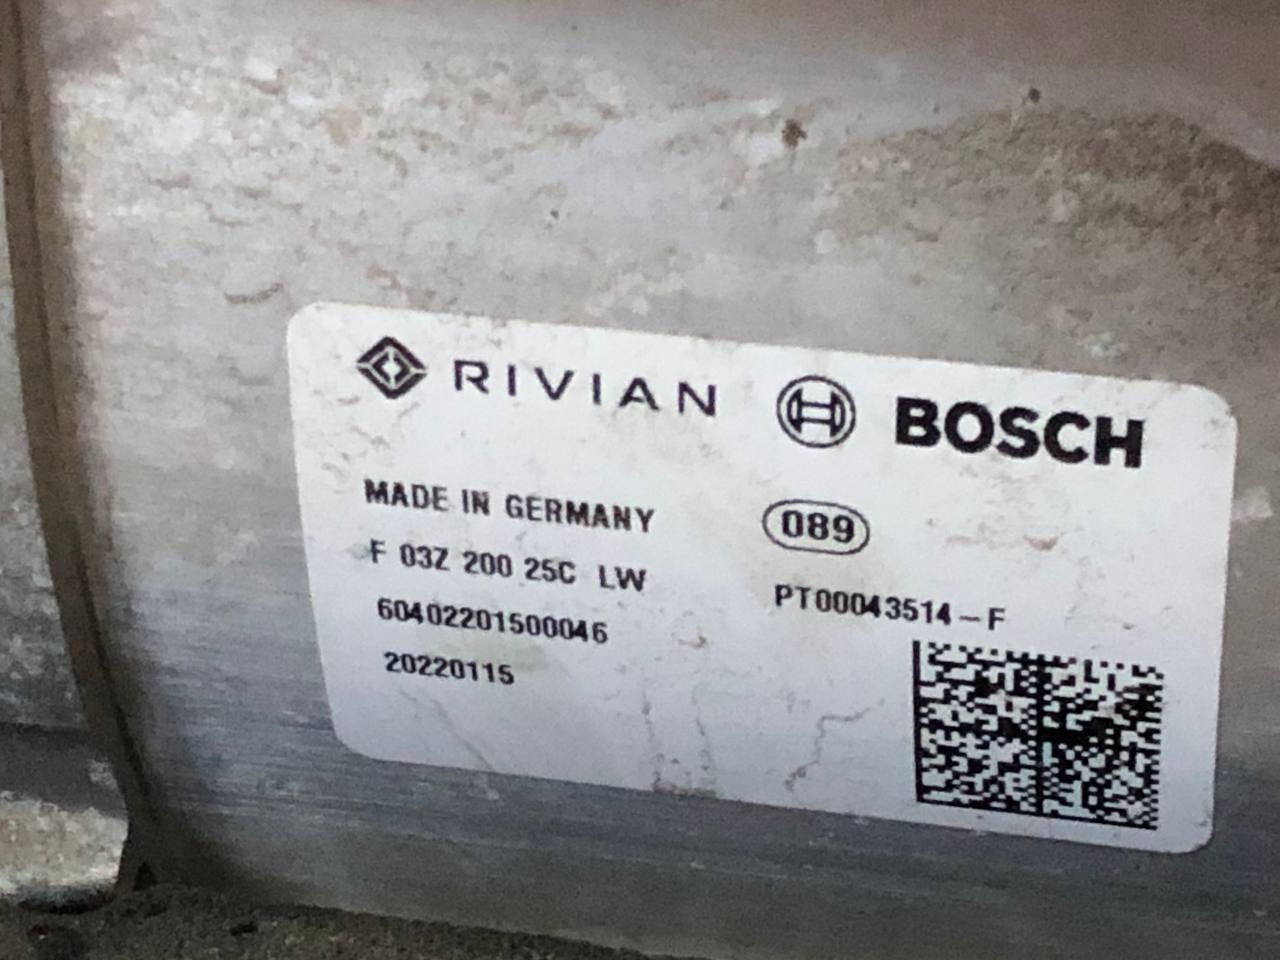 RIVIAN BOSCH
MADE IN GERMANY 089
F 03Z 200 25C LW
PT00043514-F
60402201500046
20220115